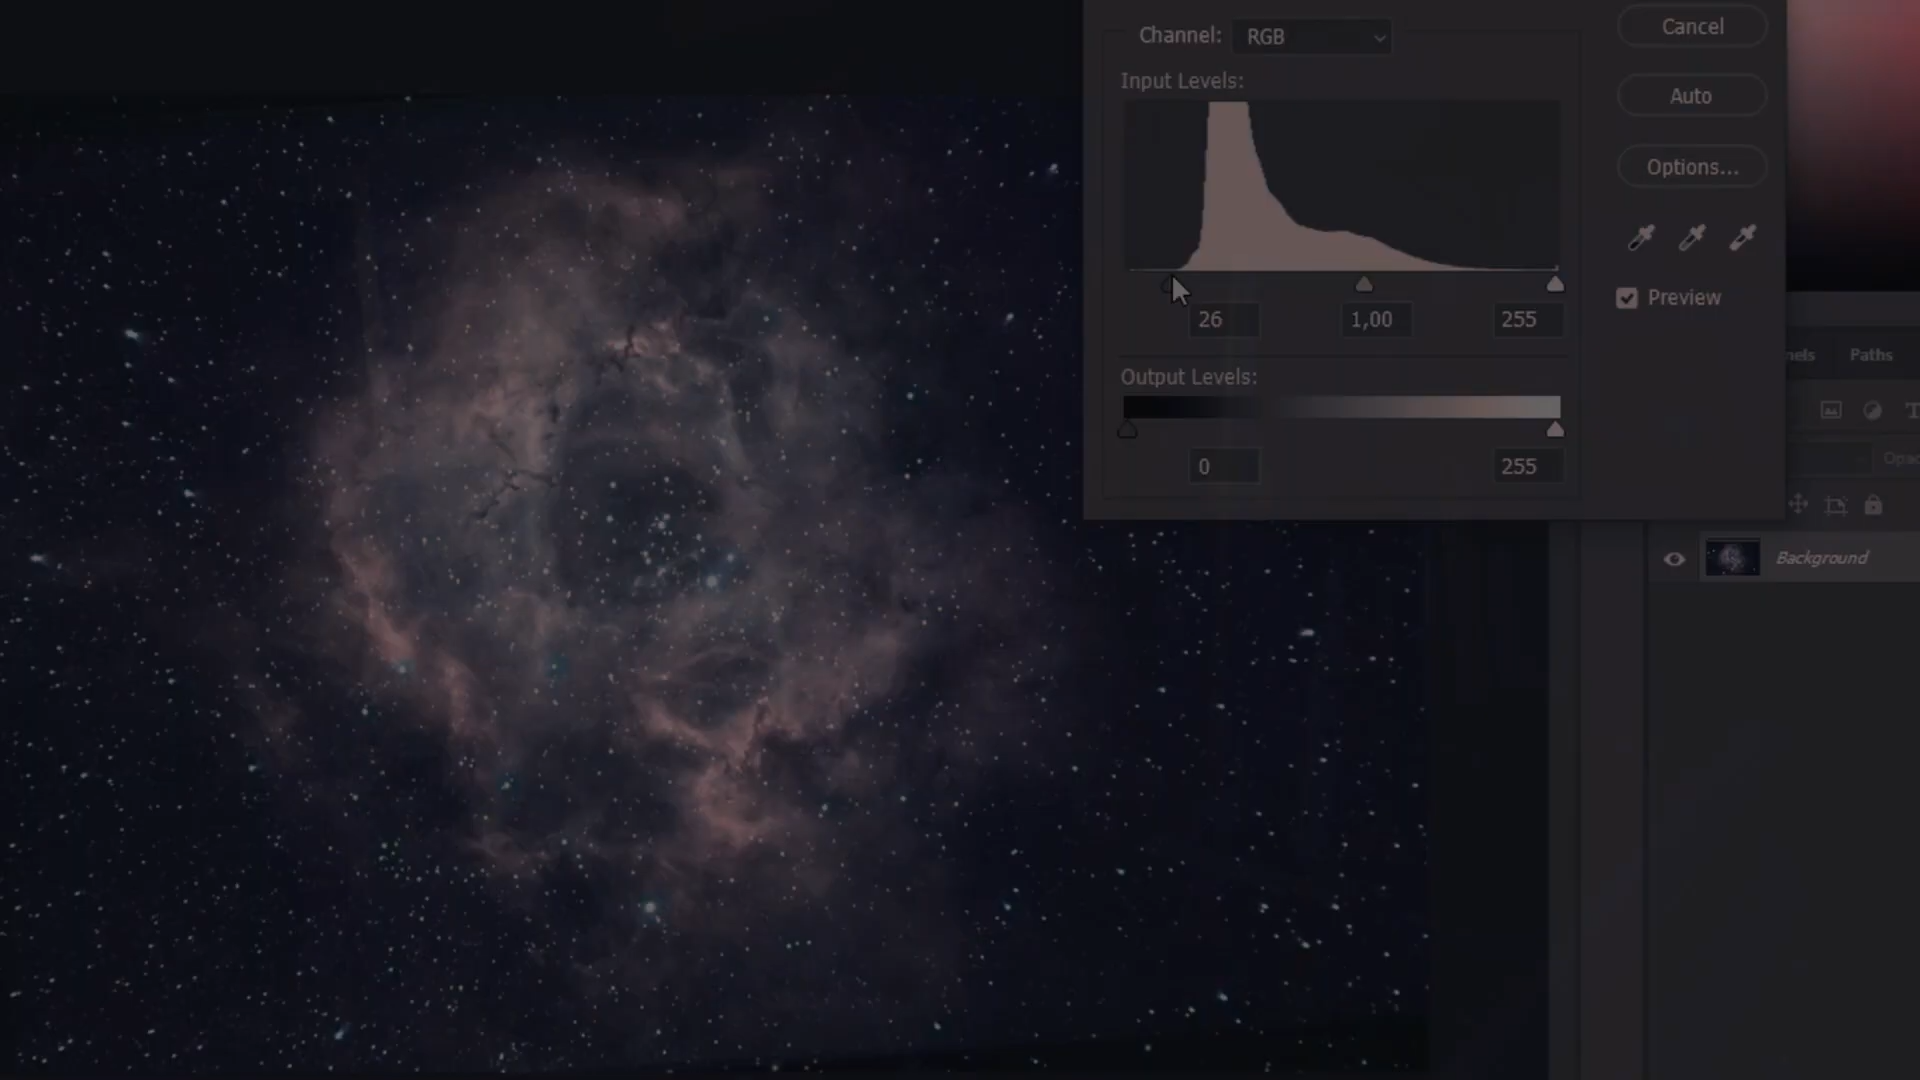 Channel: RGB
Cancel
Input Levels:
Auto
Options...
Preview
26 1,00 255
Output Levels:
0 255
Paths
Background